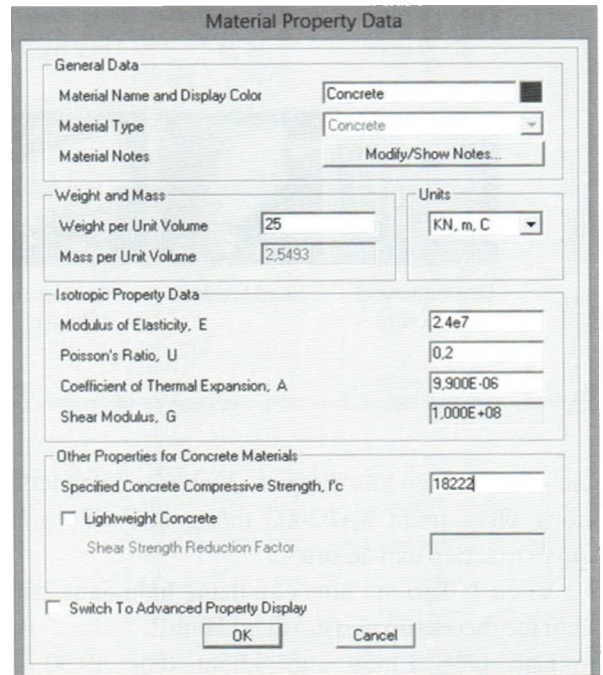 Material Property Data
General Data
Material Name and Display Color Concrete
Material Type Concrete
Material Notes Modify/Show Notes...
Weight and Mass
Weight per Unit Volume 25
Mass per Unit Volume 2,5493
Units
KN, m, C
Isotropic Property Data
Modulus of Elasticity, E 2.4e7
Poisson's Ratio, U 0,2
Coefficient of Thermal Expansion, A 9,900E-06
Shear Modulus, G 1,000E+08
Other Properties for Concrete Materials
Specified Concrete Compressive Strength, f'c 18222
Lightweight Concrete
Shear Strength Reduction Factor
Switch To Advanced Property Display
OK Cancel